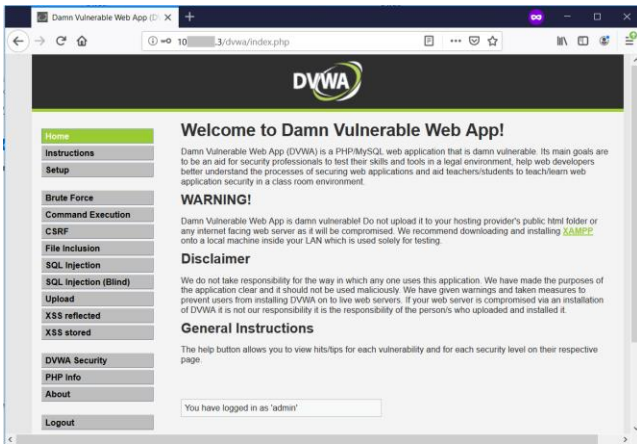 Damn Vulnerable Web App (D
10 .3/dvwa/index.php
DVWA
Home
Instructions
Setup
Brute Force
Command Execution
CSRF
File Inclusion
SQL Injection
SQL Injection (Blind)
Upload
XSS reflected
XSS stored
DVWA Security
PHP Info
About
Logout
Welcome to Damn Vulnerable Web App!
Damn Vulnerable Web App (DVWA) is a PHP/MySQL web application that is damn vulnerable. Its main goals are
to be an aid for security professionals to test their skills and tools in a legal environment, help web developers
better understand the processes of securing web applications and aid teachers/students to teach/learn web
application security in a class room environment.
WARNING!
Damn Vulnerable Web App is damn vulnerable! Do not upload it to your hosting provider's public html folder or
any internet facing web server as it will be compromised. We recommend downloading and installing XAMPP
onto a local machine inside your LAN which is used solely for testing.
Disclaimer
We do not take responsibility for the way in which any one uses this application. We have made the purposes of
the application clear and it should not be used maliciously. We have given warnings and taken measures to
prevent users from installing DVWA on to live web servers. If your web server is compromised via an installation
of DVWA it is not our responsibility it is the responsibility of the person/s who uploaded and installed it.
General Instructions
The help button allows you to view hits/tips for each vulnerability and for each security level on their respective
page.
You have logged in as 'admin'